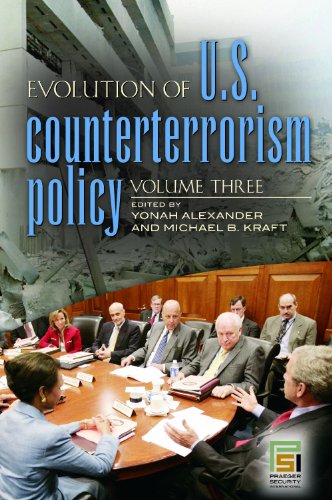 EVOLUTION OF U.S.
counterterrorism
policy VOLUME THREE
EDITED BY
YONAH ALEXANDER
AND MICHAEL B. KRAFT
PSI
PRAEGER
SECURITY
INTERNATIONAL